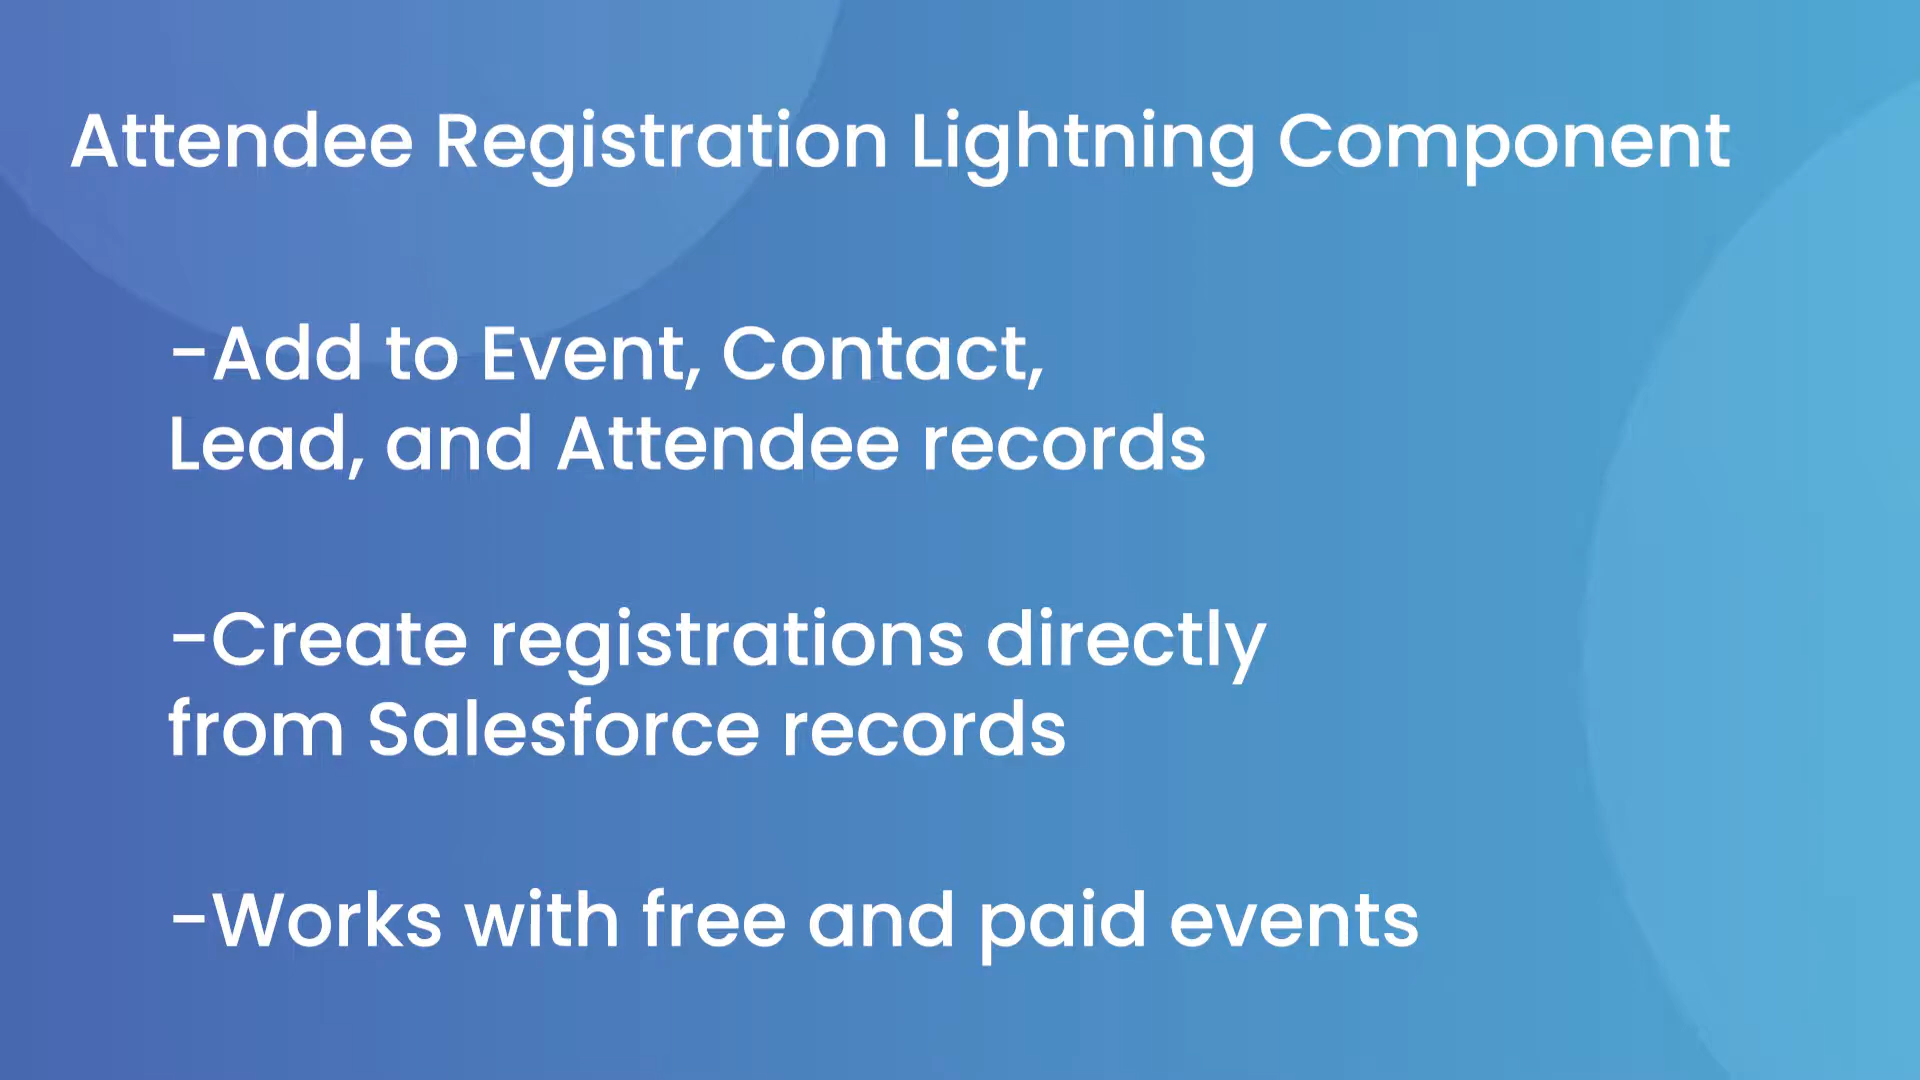 Attendee Registration Lightning Component
-Add to Event, Contact,
Lead, and Attendee records
-Create registrations directly
from Salesforce records
-Works with free and paid events